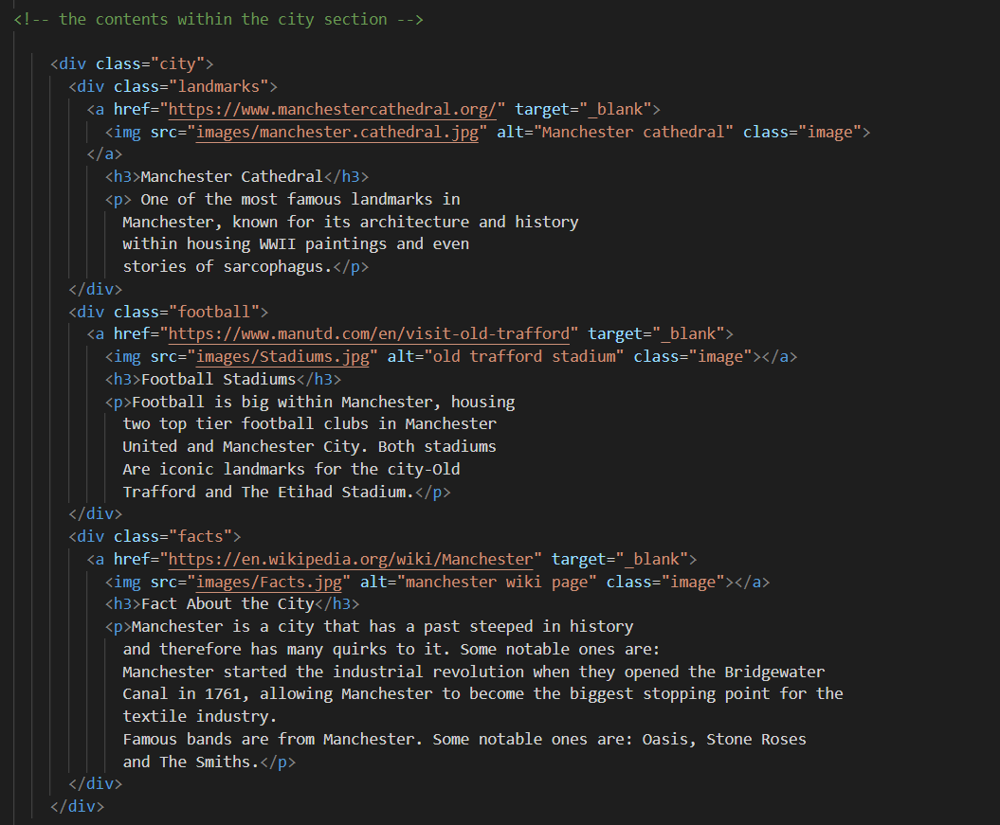 <!-- the contents within the city section -->
<div class="city">
<div class="landmarks">
<a href="https://www.manchestercathedral.org/" target="_blank">
<img src="images/manchester.cathedral.jpg" alt="Manchester cathedral" class="image">
</a>
<h3>Manchester Cathedral</h3>
<p> One of the most famous landmarks in
Manchester, known for its architecture and history
within housing WWII paintings and even
stories of sarcophagus.</p>
</div>
<div class="football">
<a href="https://www.manutd.com/en/visit-old-trafford" target="_blank">
<img src="images/Stadiums.jpg" alt="old trafford stadium" class="image"></a>
<h3>Football Stadiums</h3>
<p>Football is big within Manchester, housing
two top tier football clubs in Manchester
United and Manchester City. Both stadiums
Are iconic landmarks for the city-Old
Trafford and The Etihad Stadium.</p>
</div>
<div class="facts">
<a href="https://en.wikipedia.org/wiki/Manchester" target="_blank">
<img src="images/Facts.jpg" alt="manchester wiki page" class="image"></a>
<h3>Fact About the City</h3>
<p>Manchester is a city that has a past steeped in history
and therefore has many quirks to it. Some notable ones are:
Manchester started the industrial revolution when they opened the Bridgewater
Canal in 1761, allowing Manchester to become the biggest stopping point for the
textile industry.
Famous bands are from Manchester. Some notable ones are: Oasis, Stone Roses
and The Smiths.</p>
</div>
</div>